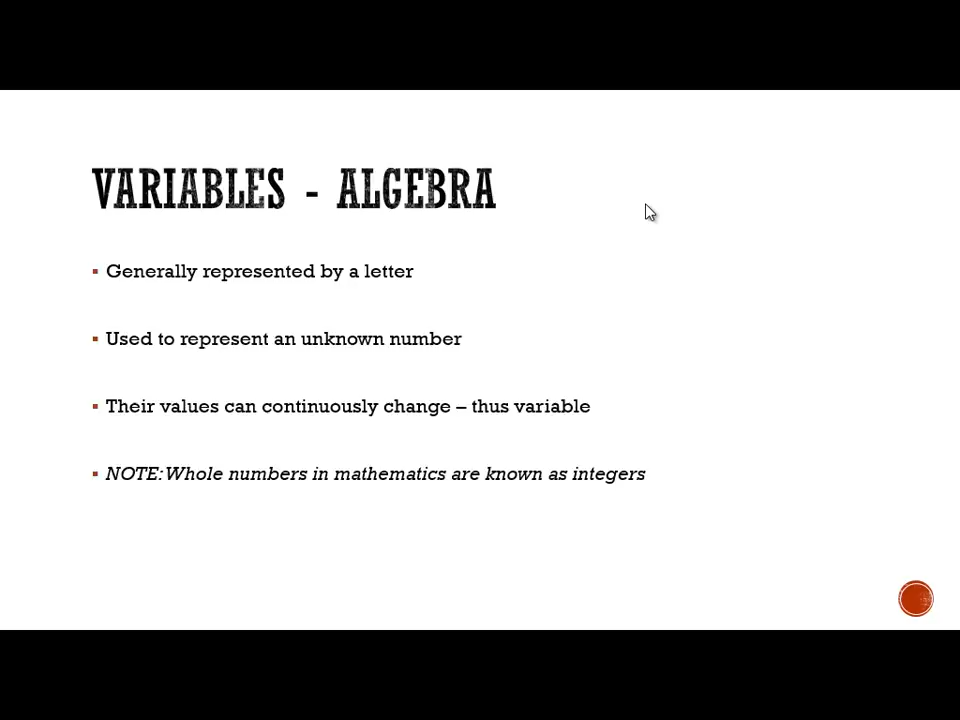 VARIABLES - ALGEBRA
▪ Generally represented by a letter
▪ Used to represent an unknown number
▪ Their values can continuously change – thus variable
▪ NOTE: Whole numbers in mathematics are known as integers